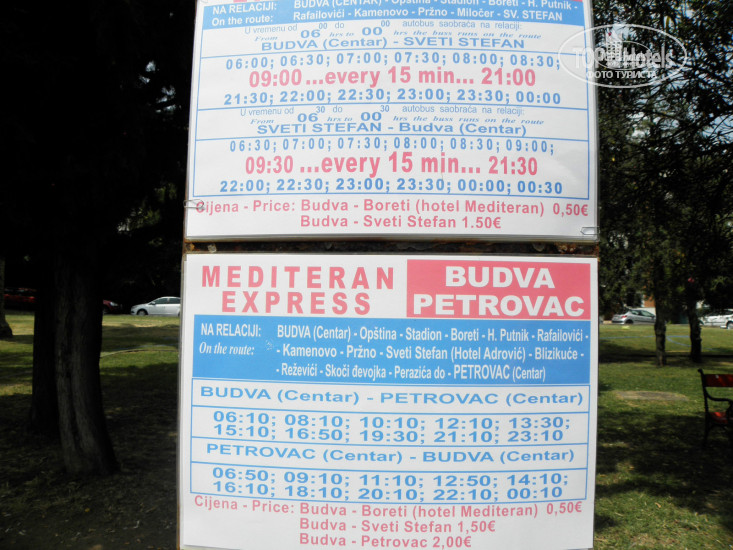 NA RELACIJI: BUDVA (CENTAR) - Opština - Stadion - Boreti - H. Putnik -
On the route: Rafailovići - Kamenovo - Pržno - Miločer - SV. STEFAN
U vremenu od 00 do 00 autobus saobraća na relaciji:
From 06 hrs to 00 hrs the buss runs on the route
BUDVA (Centar) - SVETI STEFAN
06:00; 06:30; 07:00; 07:30; 08:00; 08:30;
09:00 ...every 15 min... 21:00
21:30; 22:00; 22:30; 23:00; 23:30; 00:00
U vremenu od 30 do 30 autobus saobraća na relaciji:
From 06 hrs to 00 hrs the buss runs on the route
SVETI STEFAN - Budva (Centar)
06:30; 07:00; 07:30; 08:00; 08:30; 09:00;
09:30 ...every 15 min... 21:30
22:00; 22:30; 23:00; 23:30; 00:00; 00:30
Cijena - Price: Budva - Boreti (hotel Mediteran) 0,50€
Budva - Sveti Stefan 1.50€
TopHotels
ФОТО ТУРИСТА
MEDITERAN EXPRESS
BUDVA PETROVAC
NA RELACIJI: BUDVA (Centar) - Opština - Stadion - Boreti - H. Putnik - Rafailovići -
On the route: - Kamenovo - Pržno - Sveti Stefan (Hotel Adrović) - Blizikuće -
- Reževići - Skoči devojka - Perazića do - PETROVAC (Centar)
BUDVA (Centar) - PETROVAC (Centar)
06:10; 08:10; 10:10; 12:10; 13:30;
15:10; 16:50; 19:30; 21:10; 23:10
PETROVAC (Centar) - BUDVA (Centar)
06:50; 09:10; 11:10; 12:50; 14:10;
16:10; 18:10; 20:10; 22:10; 00:10
Cijena - Price: Budva - Boreti (hotel Mediteran) 0,50€
Budva - Sveti Stefan 1,50€
Budva - Petrovac 2,00€